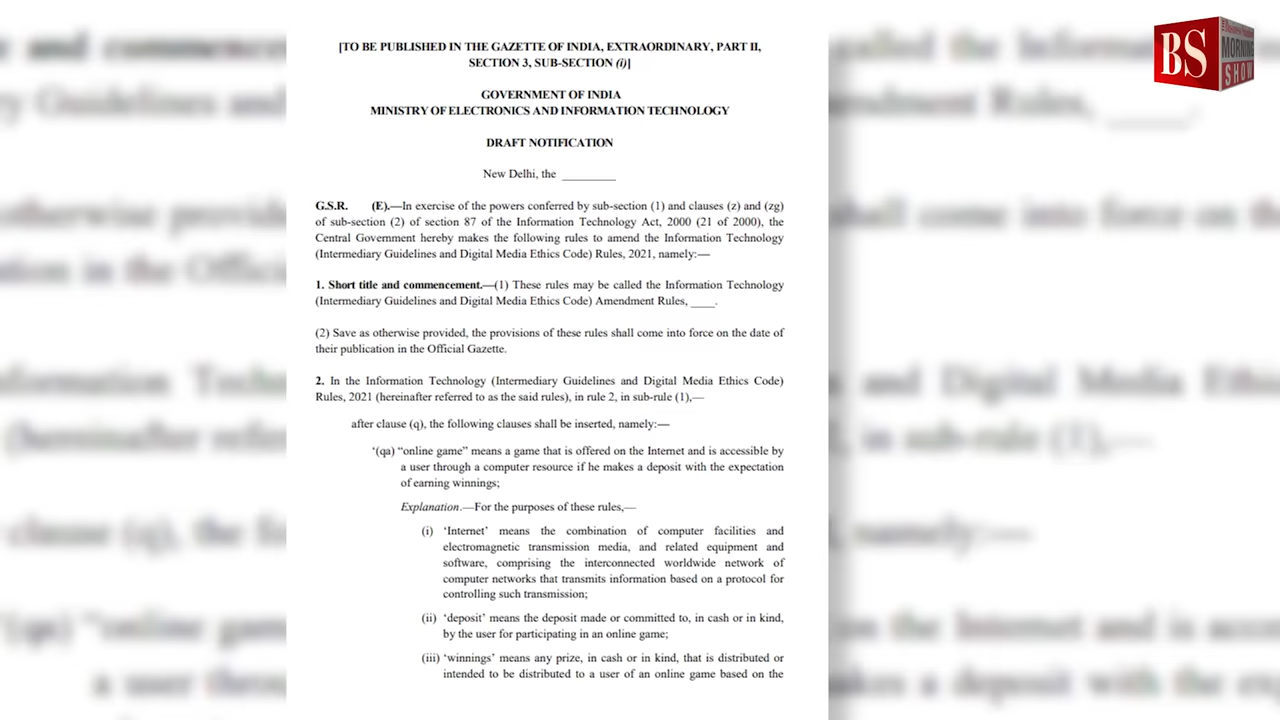 [TO BE PUBLISHED IN THE GAZETTE OF INDIA, EXTRAORDINARY, PART II,
SECTION 3, SUB-SECTION (i)]
GOVERNMENT OF INDIA
MINISTRY OF ELECTRONICS AND INFORMATION TECHNOLOGY
DRAFT NOTIFICATION
New Delhi, the _________
G.S.R. (E).—In exercise of the powers conferred by sub-section (1) and clauses (z) and (zg)
of sub-section (2) of section 87 of the Information Technology Act, 2000 (21 of 2000), the
Central Government hereby makes the following rules to amend the Information Technology
(Intermediary Guidelines and Digital Media Ethics Code) Rules, 2021, namely:—
1. Short title and commencement.—(1) These rules may be called the Information Technology
(Intermediary Guidelines and Digital Media Ethics Code) Amendment Rules, ____.
(2) Save as otherwise provided, the provisions of these rules shall come into force on the date of
their publication in the Official Gazette.
2. In the Information Technology (Intermediary Guidelines and Digital Media Ethics Code)
Rules, 2021 (hereinafter referred to as the said rules), in rule 2, in sub-rule (1),—
after clause (q), the following clauses shall be inserted, namely:—
‘(qa) “online game” means a game that is offered on the Internet and is accessible by
a user through a computer resource if he makes a deposit with the expectation
of earning winnings;
Explanation.—For the purposes of these rules,—
(i) ‘Internet’ means the combination of computer facilities and
electromagnetic transmission media, and related equipment and
software, comprising the interconnected worldwide network of
computer networks that transmits information based on a protocol for
controlling such transmission;
(ii) ‘deposit’ means the deposit made or committed to, in cash or in kind,
by the user for participating in an online game;
(iii) ‘winnings’ means any prize, in cash or in kind, that is distributed or
intended to be distributed to a user of an online game based on the
BS
MORNING
SHOW